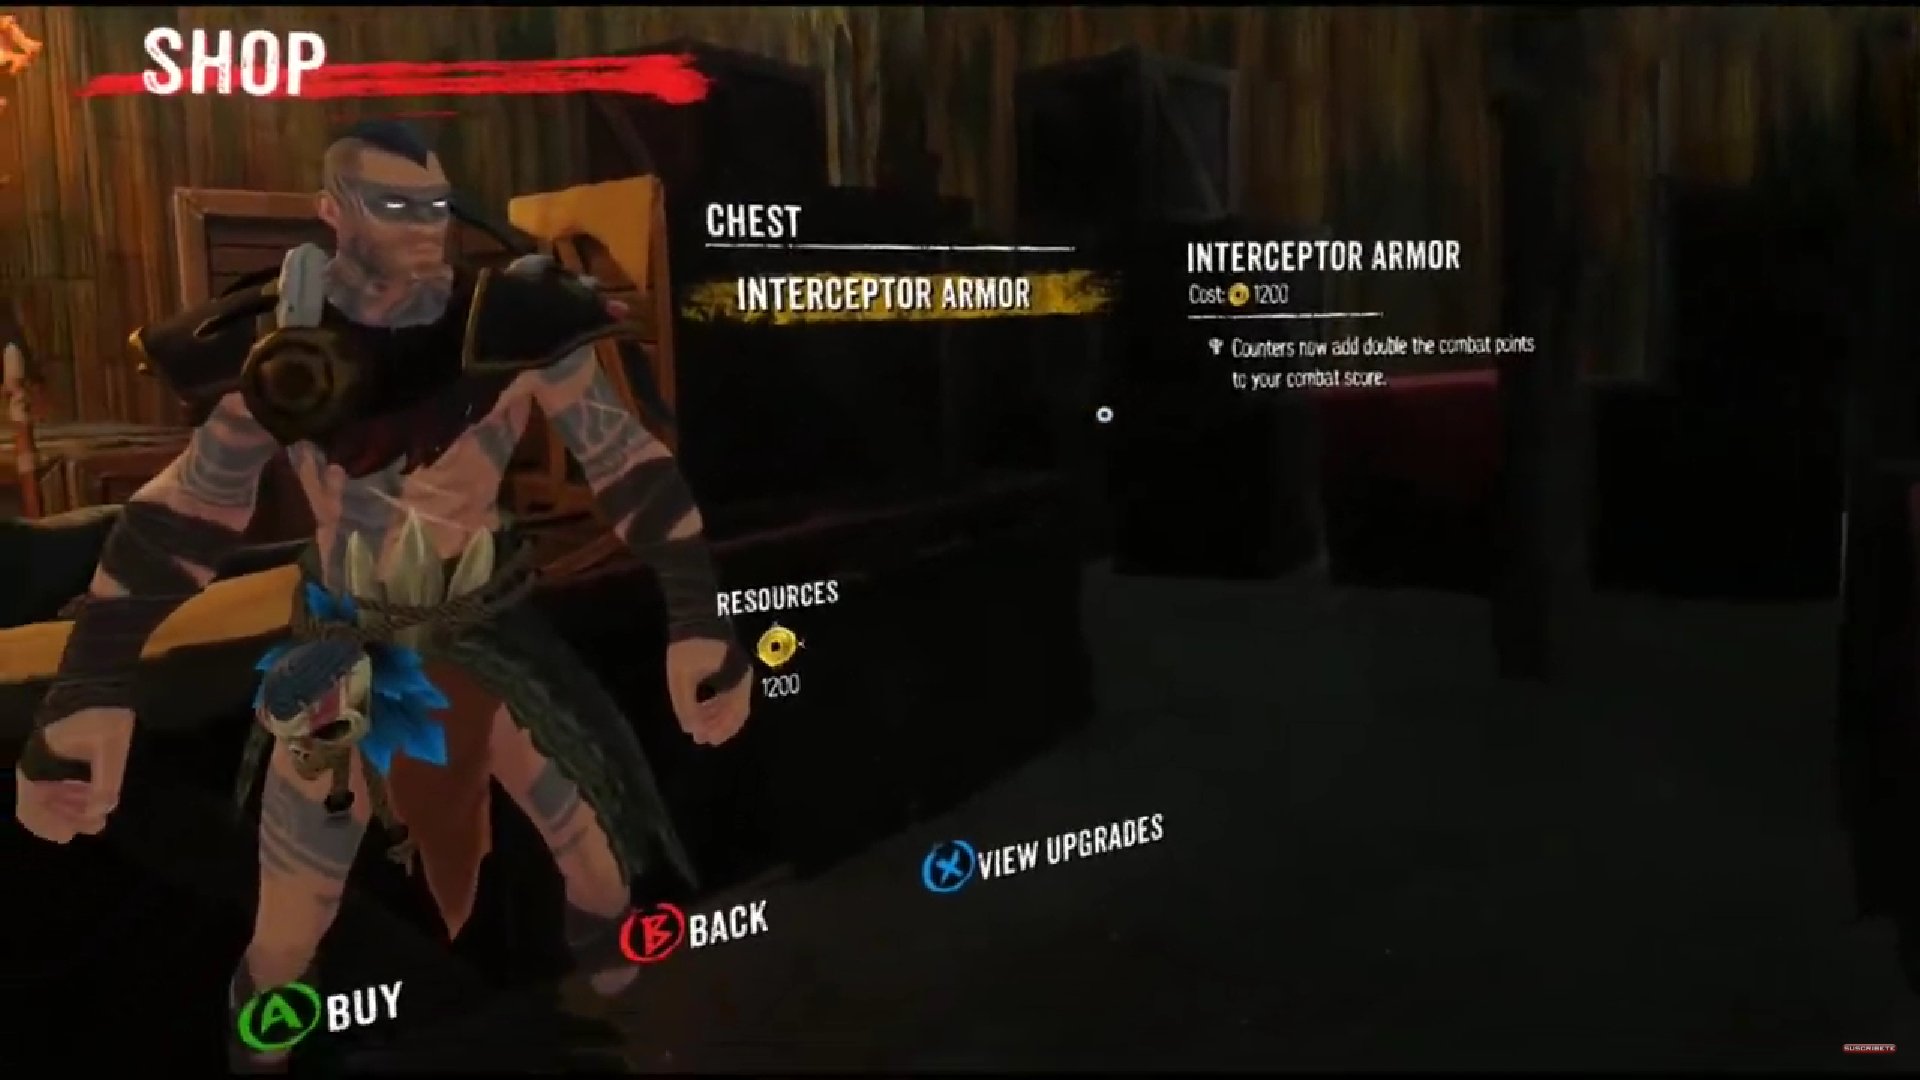 SHOP
CHEST
INTERCEPTOR ARMOR
INTERCEPTOR ARMOR
Cost: 1200
Counters now add double the combat points
to your combat score.
RESOURCES
1200
X VIEW UPGRADES
B BACK
A BUY
SUSCRIBETE